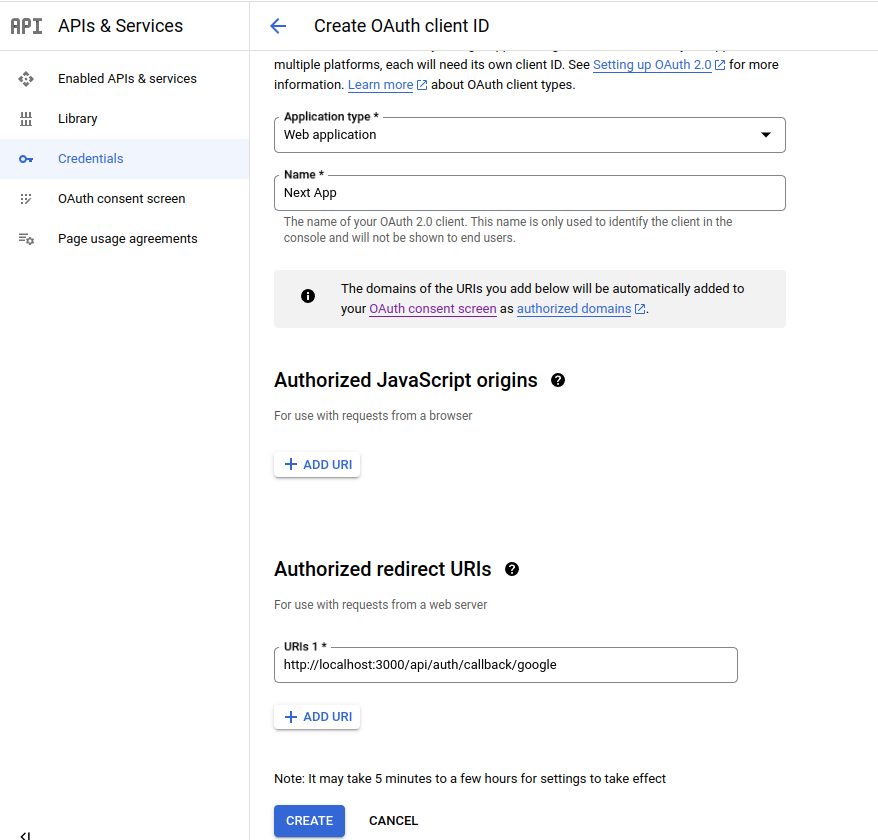 API APIs & Services
Enabled APIs & services
Library
Credentials
OAuth consent screen
Page usage agreements
Create OAuth client ID
multiple platforms, each will need its own client ID. See Setting up OAuth 2.0 for more
information. Learn more about OAuth client types.
Application type *
Web application
Name *
Next App
The name of your OAuth 2.0 client. This name is only used to identify the client in the
console and will not be shown to end users.
The domains of the URIs you add below will be automatically added to
your OAuth consent screen as authorized domains.
Authorized JavaScript origins
For use with requests from a browser
+ ADD URI
Authorized redirect URIs
For use with requests from a web server
URIs 1 *
http://localhost:3000/api/auth/callback/google
+ ADD URI
Note: It may take 5 minutes to a few hours for settings to take effect
CREATE CANCEL